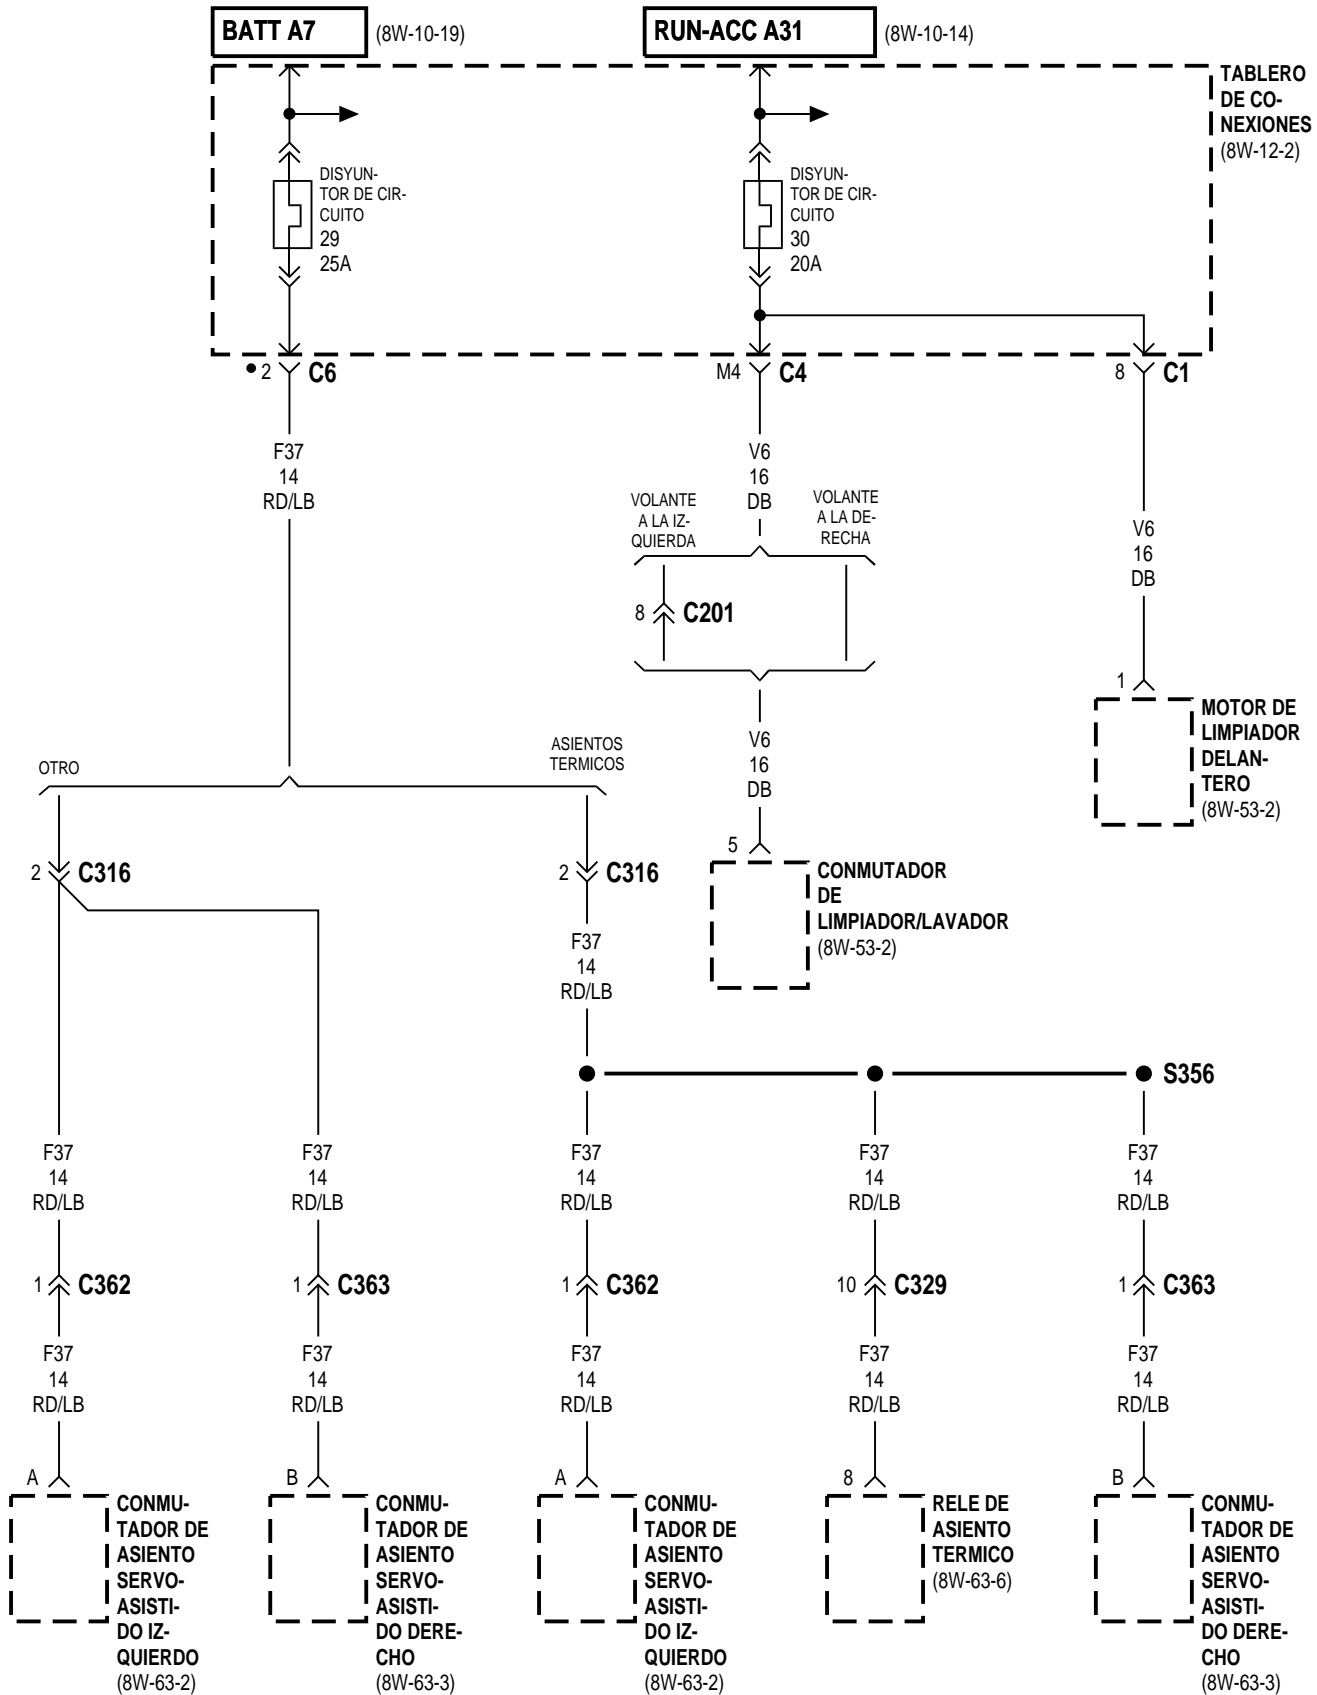 BATT A7
(8W-10-19)
RUN-ACC A31
(8W-10-14)
TABLERO
DE CO-
NEXIONES
(8W-12-2)
DISYUN-
TOR DE CIR-
CUITO
29
25A
DISYUN-
TOR DE CIR-
CUITO
30
20A
2 C6
M4 C4
8 C1
F37
14
RD/LB
V6
16
DB
V6
16
DB
VOLANTE
A LA IZ-
QUIERDA
VOLANTE
A LA DE-
RECHA
8 C201
1
MOTOR DE
LIMPIADOR
DELAN-
TERO
(8W-53-2)
V6
16
DB
OTRO
ASIENTOS
TERMICOS
5
CONMUTADOR
DE
LIMPIADOR/LAVADOR
(8W-53-2)
2 C316
2 C316
F37
14
RD/LB
S356
F37
14
RD/LB
F37
14
RD/LB
F37
14
RD/LB
F37
14
RD/LB
F37
14
RD/LB
1 C362
1 C363
1 C362
10 C329
1 C363
F37
14
RD/LB
F37
14
RD/LB
F37
14
RD/LB
F37
14
RD/LB
F37
14
RD/LB
A
CONMU-
TADOR DE
ASIENTO
SERVO-
ASISTI-
DO IZ-
QUIERDO
(8W-63-2)
B
CONMU-
TADOR DE
ASIENTO
SERVO-
ASISTI-
DO DERE-
CHO
(8W-63-3)
A
CONMU-
TADOR DE
ASIENTO
SERVO-
ASISTI-
DO IZ-
QUIERDO
(8W-63-2)
8
RELE DE
ASIENTO
TERMICO
(8W-63-6)
B
CONMU-
TADOR DE
ASIENTO
SERVO-
ASISTI-
DO DERE-
CHO
(8W-63-3)